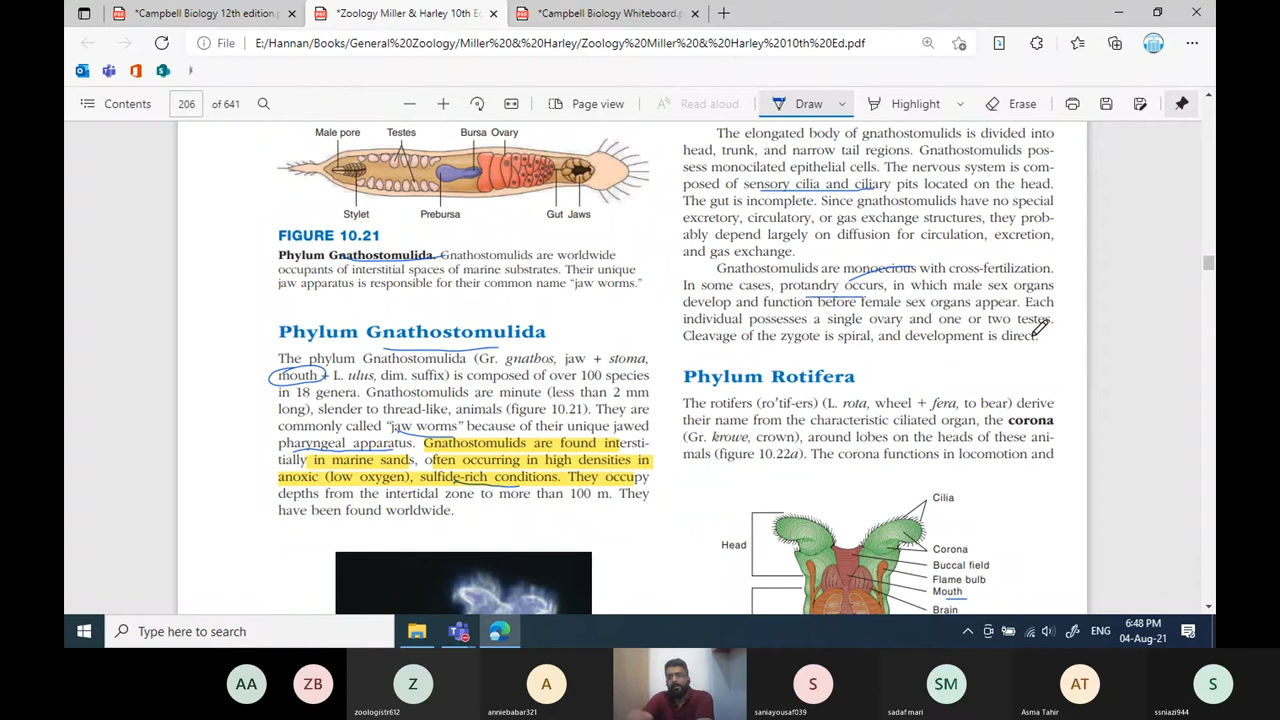 *Campbell Biology 12th edition.p
*Zoology Miller & Harley 10th Ec
*Campbell Biology Whiteboard.p
File
E:/Hannan/Books/General%20Zoology/Miller%20&%20Harley/Zoology%20Miller%20&%20Harley%2010th%20Ed.pdf
Contents
206
of 641
Page view
Read aloud
Draw
Highlight
Erase
Male pore
Testes
Bursa Ovary
Stylet
Prebursa
Gut Jaws
FIGURE 10.21
Phylum Gnathostomulida. Gnathostomulids are worldwide
occupants of interstitial spaces of marine substrates. Their unique
jaw apparatus is responsible for their common name “jaw worms.”
Phylum Gnathostomulida
The phylum Gnathostomulida (Gr. gnathos, jaw + stoma,
mouth + L. ulus, dim. suffix) is composed of over 100 species
in 18 genera. Gnathostomulids are minute (less than 2 mm
long), slender to thread-like, animals (figure 10.21). They are
commonly called “jaw worms” because of their unique jawed
pharyngeal apparatus. Gnathostomulids are found intersti-
tially in marine sands, often occurring in high densities in
anoxic (low oxygen), sulfide-rich conditions. They occupy
depths from the intertidal zone to more than 100 m. They
have been found worldwide.
The elongated body of gnathostomulids is divided into
head, trunk, and narrow tail regions. Gnathostomulids pos-
sess monocilated epithelial cells. The nervous system is com-
posed of sensory cilia and ciliary pits located on the head.
The gut is incomplete. Since gnathostomulids have no special
excretory, circulatory, or gas exchange structures, they prob-
ably depend largely on diffusion for circulation, excretion,
and gas exchange.
Gnathostomulids are monoecious with cross-fertilization.
In some cases, protandry occurs, in which male sex organs
develop and function before female sex organs appear. Each
individual possesses a single ovary and one or two testes.
Cleavage of the zygote is spiral, and development is direct.
Phylum Rotifera
The rotifers (ro′tif-ers) (L. rota, wheel + fera, to bear) derive
their name from the characteristic ciliated organ, the corona
(Gr. krowe, crown), around lobes on the heads of these ani-
mals (figure 10.22a). The corona functions in locomotion and
Cilia
Head
Corona
Buccal field
Flame bulb
Mouth
Brain
Type here to search
ENG
6:48 PM
04-Aug-21
AA
ZB
Z
A
S
SM
AT
S
zoologistr612
anniebabar321
saniayousaf039
sadaf mari
Asma Tahir
ssniazi944